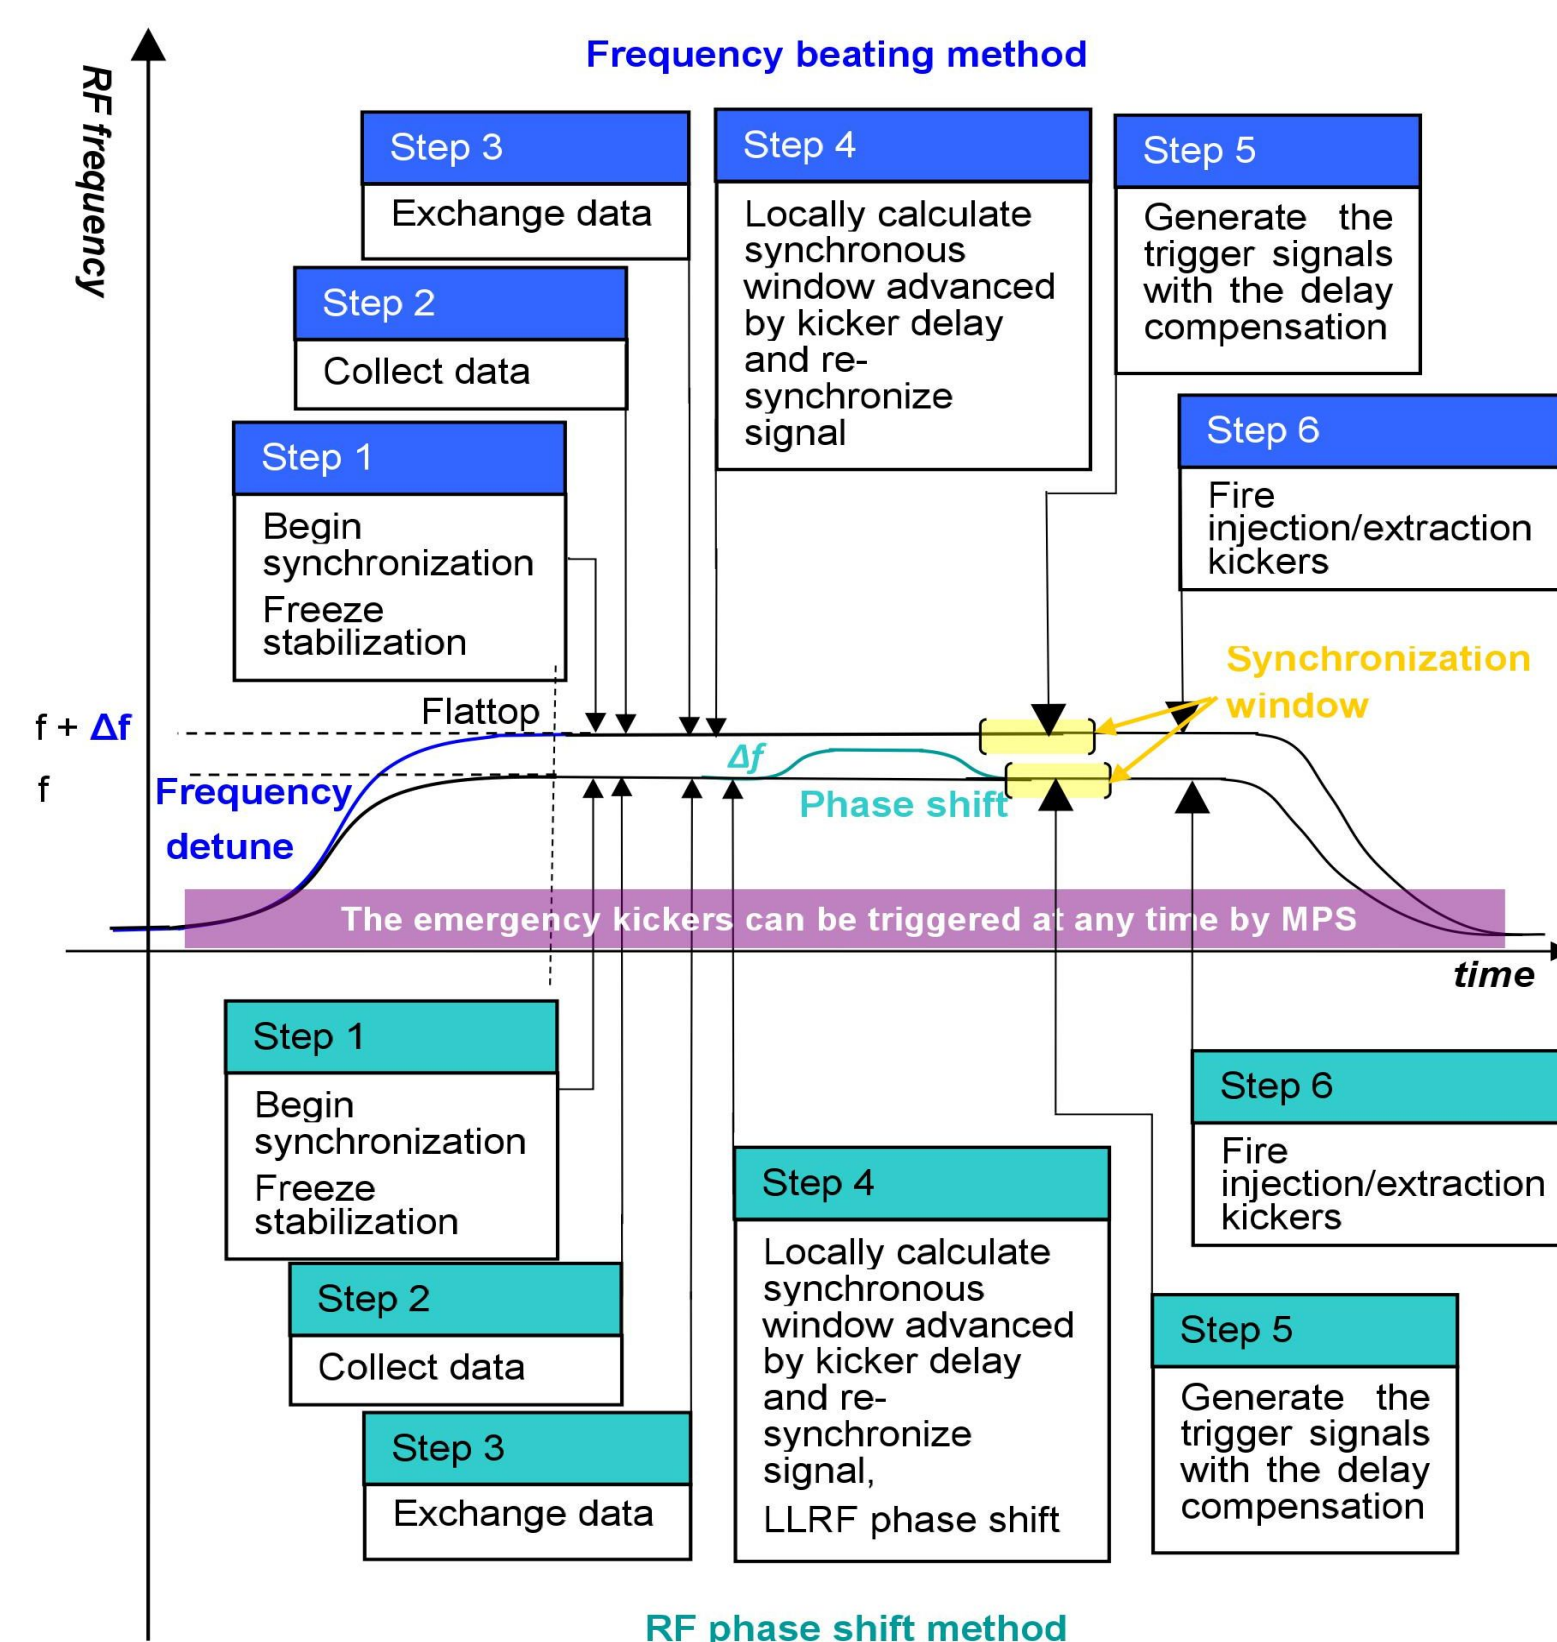 Frequency beating method
RF frequency
Step 3
Exchange data
Step 4
Locally calculate
synchronous
window advanced
by kicker delay
and re-
synchronize
signal
Step 5
Generate the
trigger signals
with the delay
compensation
Step 2
Collect data
Step 1
Begin
synchronization
Freeze
stabilization
Step 6
Fire
injection/extraction
kickers
Synchronization
window
Flattop
f + Δf
Δf
f
Frequency
detune
Phase shift
The emergency kickers can be triggered at any time by MPS
time
Step 1
Begin
synchronization
Freeze
stabilization
Step 2
Collect data
Step 3
Exchange data
Step 4
Locally calculate
synchronous
window advanced
by kicker delay
and re-
synchronize
signal,
LLRF phase shift
Step 6
Fire
injection/extraction
kickers
Step 5
Generate the
trigger signals
with the delay
compensation
RF phase shift method